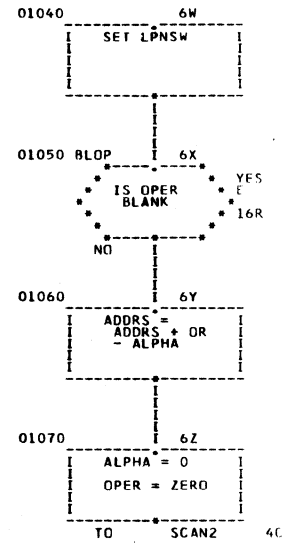 01040 6W
SET LPNSW
01050 BLOP 6X
YES
IS OPER E
BLANK
16R
NO
01060 6Y
ADDRS =
ADDRS + OR
- ALPHA
01070 6Z
ALPHA = 0
OPER = ZERO
TO SCAN2 4C